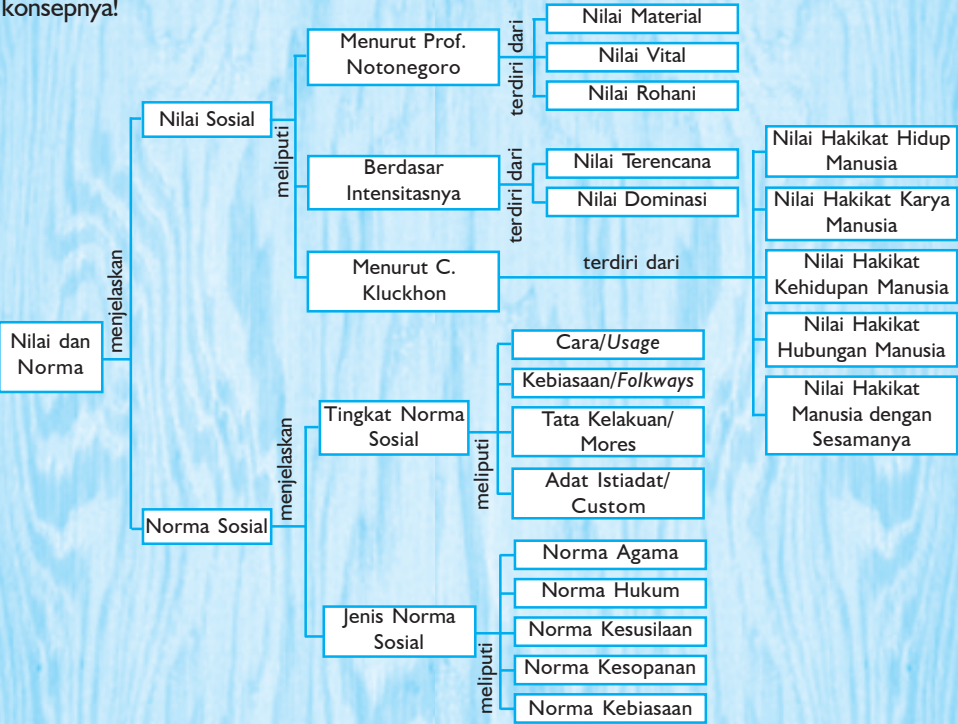 konsepnya!
Nilai dan
Norma
menjelaskan
Nilai Sosial
meliputi
Menurut Prof.
Notonegoro
terdiri dari
Nilai Material
Nilai Vital
Nilai Rohani
Berdasar
Intensitasnya
terdiri dari
Nilai Terencana
Nilai Dominasi
Menurut C.
Kluckhon
terdiri dari
Nilai Hakikat Hidup
Manusia
Nilai Hakikat Karya
Manusia
Nilai Hakikat
Kehidupan Manusia
Nilai Hakikat
Hubungan Manusia
Nilai Hakikat
Manusia dengan
Sesamanya
Norma Sosial
menjelaskan
Tingkat Norma
Sosial
meliputi
Cara/Usage
Kebiasaan/Folkways
Tata Kelakuan/
Mores
Adat Istiadat/
Custom
Jenis Norma
Sosial
meliputi
Norma Agama
Norma Hukum
Norma Kesusilaan
Norma Kesopanan
Norma Kebiasaan